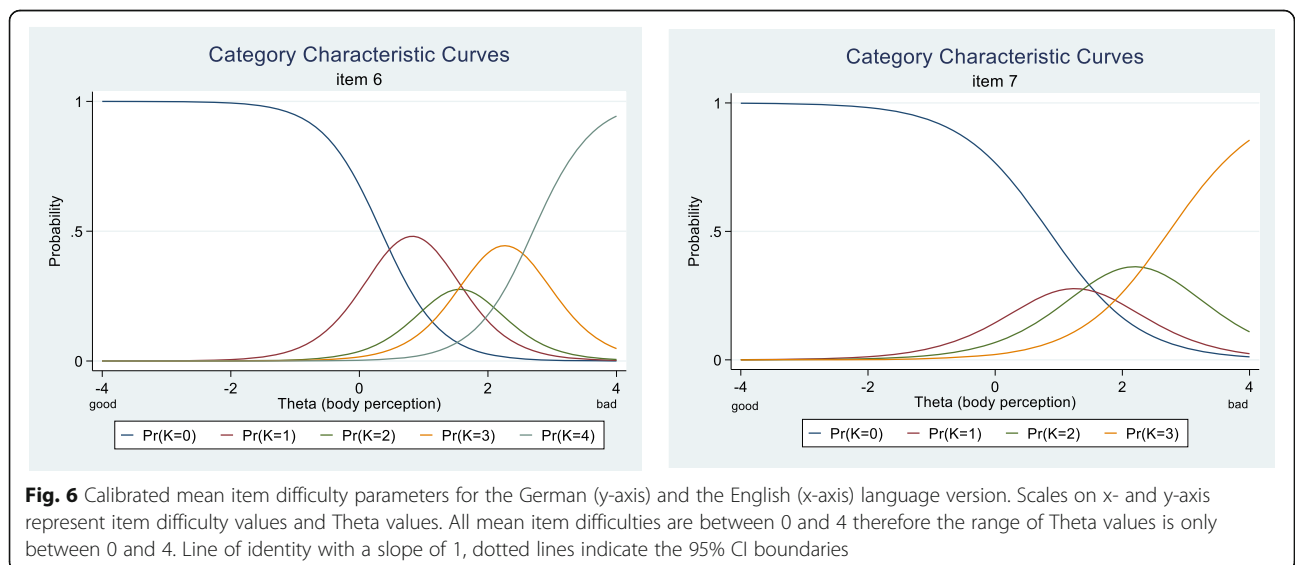 Category Characteristic Curves
item 6
1
.5
0
Probability
-4
-2
0
2
4
good
Theta (body perception)
bad
Pr(K=0)
Pr(K=1)
Pr(K=2)
Pr(K=3)
Pr(K=4)
Category Characteristic Curves
item 7
1
.5
0
Probability
-4
-2
0
2
4
good
Theta (body perception)
bad
Pr(K=0)
Pr(K=1)
Pr(K=2)
Pr(K=3)
Fig. 6 Calibrated mean item difficulty parameters for the German (y-axis) and the English (x-axis) language version. Scales on x- and y-axis
represent item difficulty values and Theta values. All mean item difficulties are between 0 and 4 therefore the range of Theta values is only
between 0 and 4. Line of identity with a slope of 1, dotted lines indicate the 95% CI boundaries